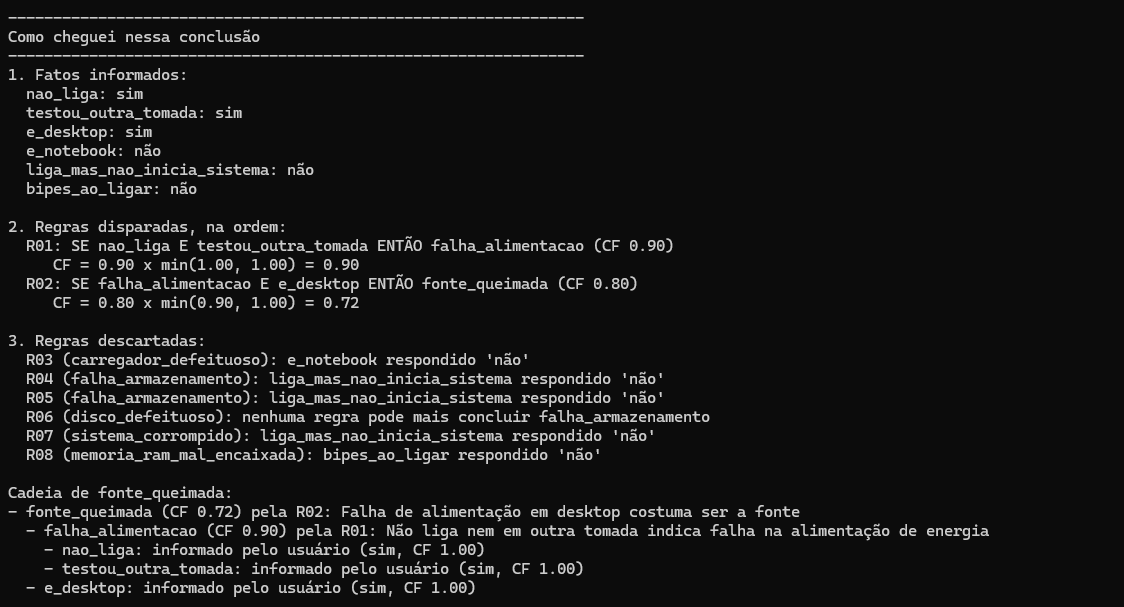 ----------------------------------------------------------------
Como cheguei nessa conclusão
----------------------------------------------------------------
1. Fatos informados:
  nao_liga: sim
  testou_outra_tomada: sim
  e_desktop: sim
  e_notebook: não
  liga_mas_nao_inicia_sistema: não
  bipes_ao_ligar: não

2. Regras disparadas, na ordem:
  R01: SE nao_liga E testou_outra_tomada ENTÃO falha_alimentacao (CF 0.90)
     CF = 0.90 x min(1.00, 1.00) = 0.90
  R02: SE falha_alimentacao E e_desktop ENTÃO fonte_queimada (CF 0.80)
     CF = 0.80 x min(0.90, 1.00) = 0.72

3. Regras descartadas:
  R03 (carregador_defeituoso): e_notebook respondido 'não'
  R04 (falha_armazenamento): liga_mas_nao_inicia_sistema respondido 'não'
  R05 (falha_armazenamento): liga_mas_nao_inicia_sistema respondido 'não'
  R06 (disco_defeituoso): nenhuma regra pode mais concluir falha_armazenamento
  R07 (sistema_corrompido): liga_mas_nao_inicia_sistema respondido 'não'
  R08 (memoria_ram_mal_encaixada): bipes_ao_ligar respondido 'não'

Cadeia de fonte_queimada:
- fonte_queimada (CF 0.72) pela R02: Falha de alimentação em desktop costuma ser a fonte
  - falha_alimentacao (CF 0.90) pela R01: Não liga nem em outra tomada indica falha na alimentação de energia
    - nao_liga: informado pelo usuário (sim, CF 1.00)
    - testou_outra_tomada: informado pelo usuário (sim, CF 1.00)
  - e_desktop: informado pelo usuário (sim, CF 1.00)